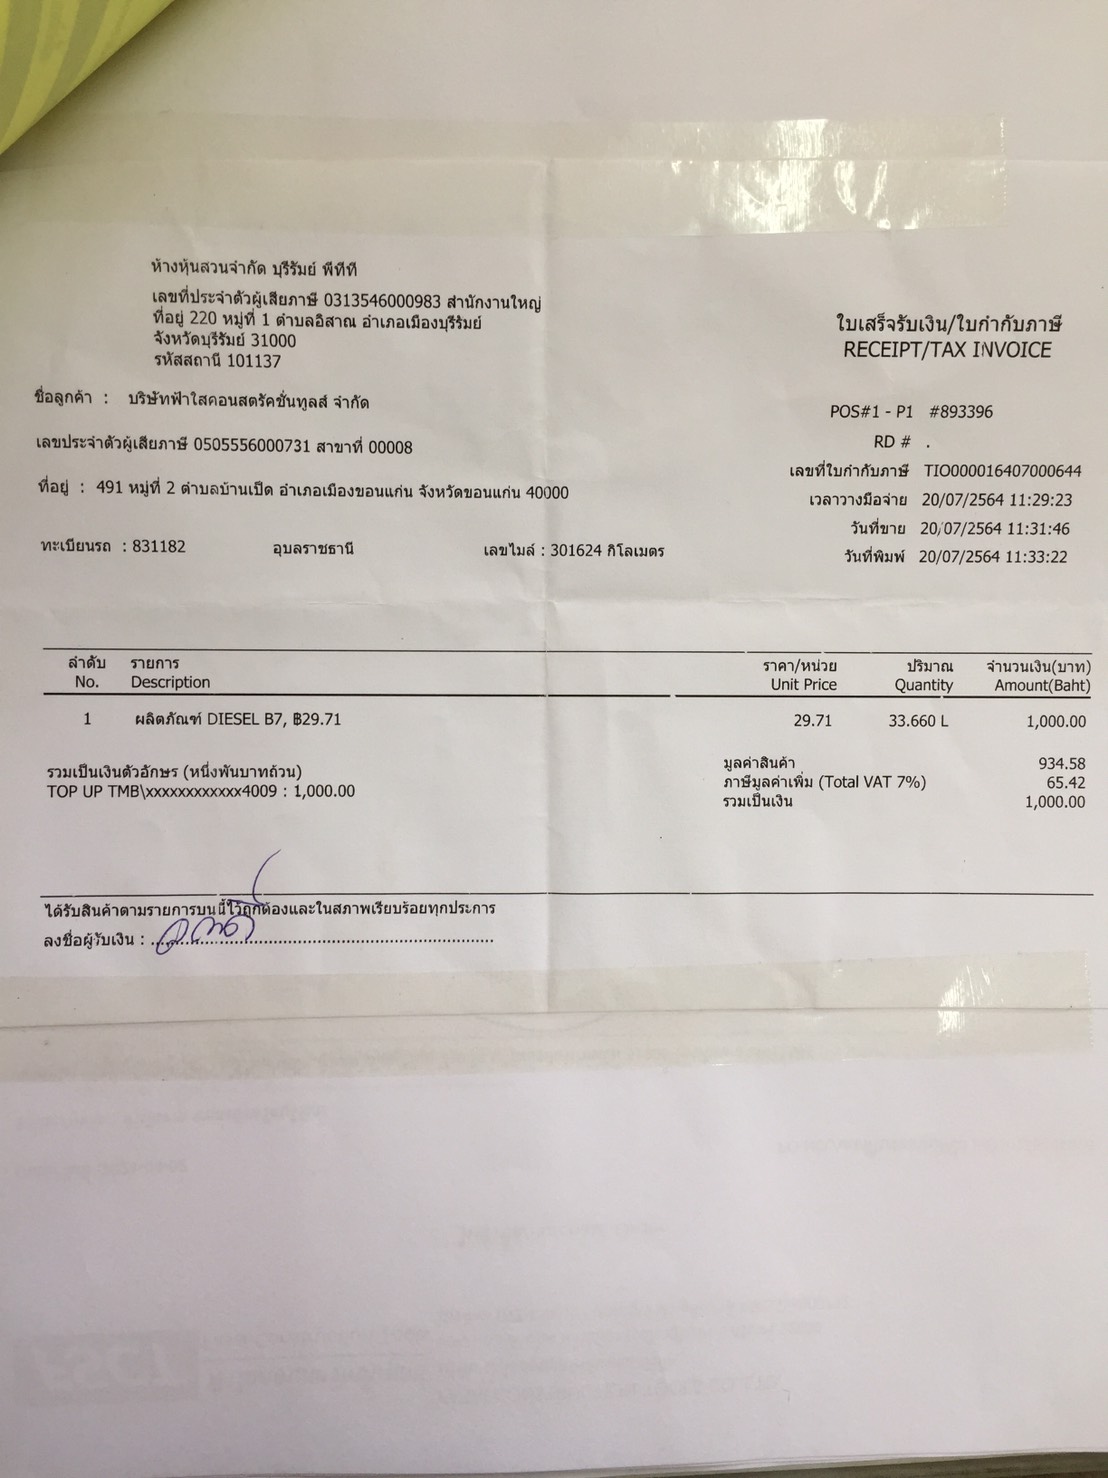 ห้างหุ้นสวนจำกัด บุรีรัมย์ พีทีที
เลขที่ประจำตัวผู้เสียภาษี 0313546000983 สำนักงานใหญ่
ที่อยู่ 220 หมู่ที่ 1 ตำบลอิสาณ อำเภอเมืองบุรีรัมย์
จังหวัดบุรีรัมย์ 31000
รหัสสถานี 101137
ใบเสร็จรับเงิน/ใบกำกับภาษี
RECEIPT/TAX INVOICE
ชื่อลูกค้า : บริษัทฟ้าใสคอนสตรัคชั่นทูลส์ จำกัด
POS#1 - P1 #893396
เลขประจำตัวผู้เสียภาษี 0505556000731 สาขาที่ 00008
RD # .
เลขที่ใบกำกับภาษี TIO000016407000644
ที่อยู่ : 491 หมู่ที่ 2 ตำบลบ้านเป็ด อำเภอเมืองขอนแก่น จังหวัดขอนแก่น 40000
เวลาวางมือจ่าย 20/07/2564 11:29:23
วันที่ขาย 20/07/2564 11:31:46
ทะเบียนรถ : 831182 อุบลราชธานี เลขไมล์ : 301624 กิโลเมตร
วันที่พิมพ์ 20/07/2564 11:33:22
ลำดับ รายการ ราคา/หน่วย ปริมาณ จำนวนเงิน(บาท)
No. Description Unit Price Quantity Amount(Baht)
1 ผลิตภัณฑ์ DIESEL B7, ฿29.71 29.71 33.660 L 1,000.00
มูลค่าสินค้า 934.58
รวมเป็นเงินตัวอักษร (หนึ่งพันบาทถ้วน)
ภาษีมูลค่าเพิ่ม (Total VAT 7%) 65.42
TOP UP TMB\xxxxxxxxxxxx4009 : 1,000.00
รวมเป็นเงิน 1,000.00
ได้รับสินค้าตามรายการบนนี้ไว้ถูกต้องและในสภาพเรียบร้อยทุกประการ
ลงชื่อผู้รับเงิน :